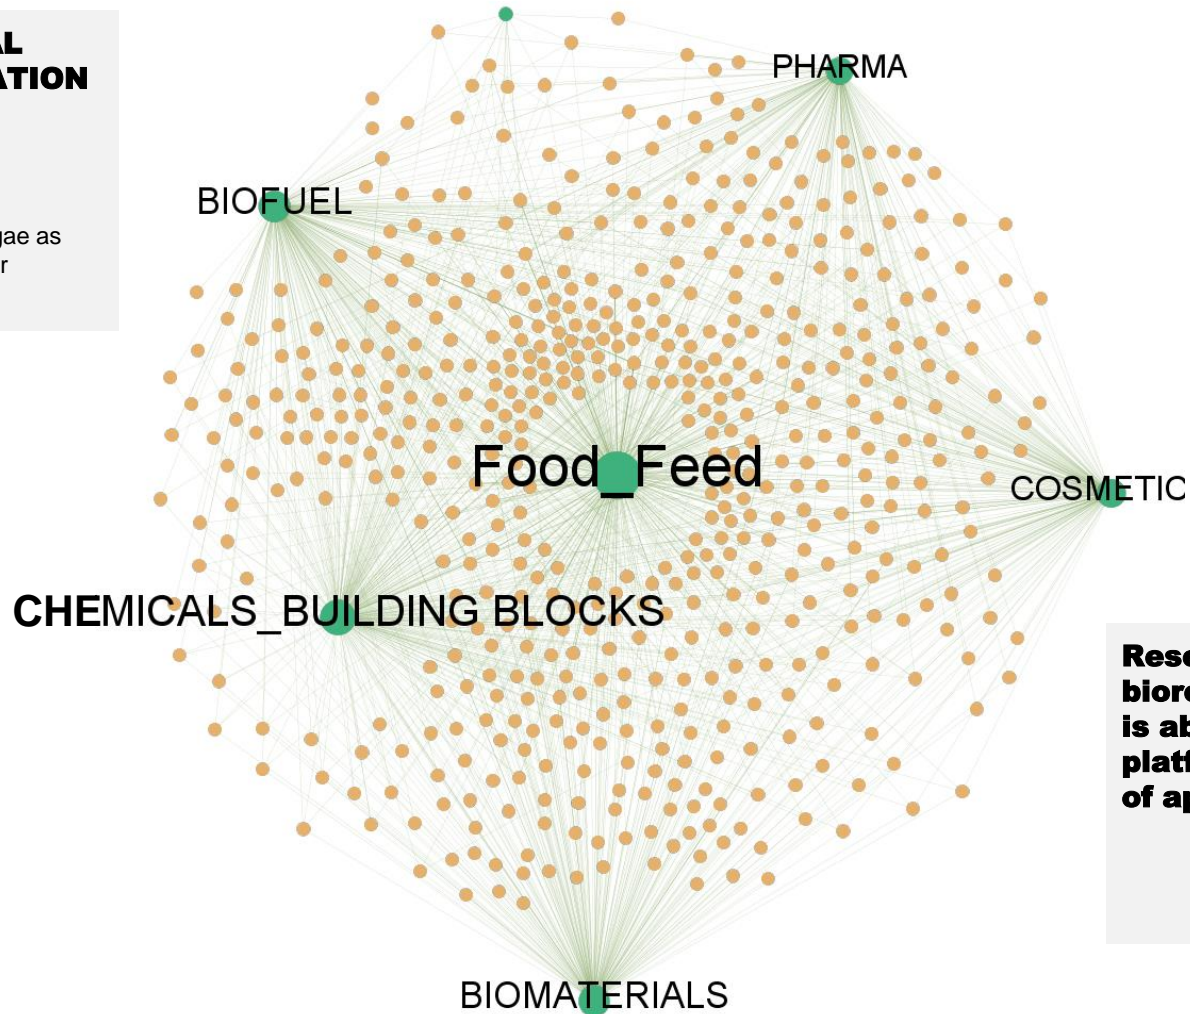 AL
ATION
PHARMA
BIOFUEL
gae as
r
Food_Feed
COSMETIC
CHEMICALS_BUILDING BLOCKS
Rese
biore
is ab
platf
of ap
BIOMATERIALS